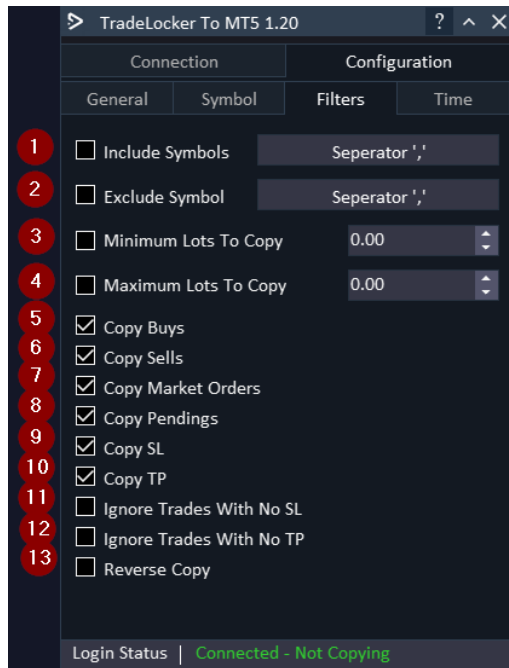 TradeLocker To MT5 1.20 ?
Connection Configuration
General Symbol Filters Time
1 Include Symbols Seperator ','
2 Exclude Symbol Seperator ','
3 Minimum Lots To Copy 0.00
4 Maximum Lots To Copy 0.00
5 Copy Buys
6 Copy Sells
7 Copy Market Orders
8 Copy Pendings
9 Copy SL
10 Copy TP
11 Ignore Trades With No SL
12 Ignore Trades With No TP
13 Reverse Copy
Login Status | Connected - Not Copying